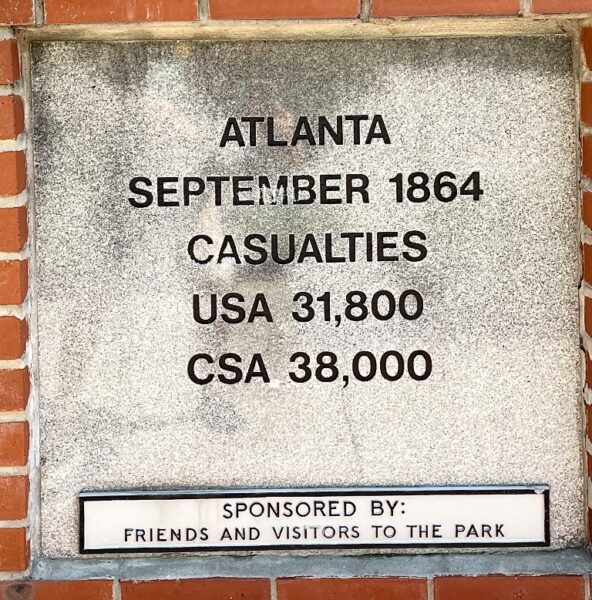 ATLANTA
SEPTEMBER 1864
CASUALTIES
USA 31,800
CSA 38,000
SPONSORED BY:
FRIENDS AND VISITORS TO THE PARK